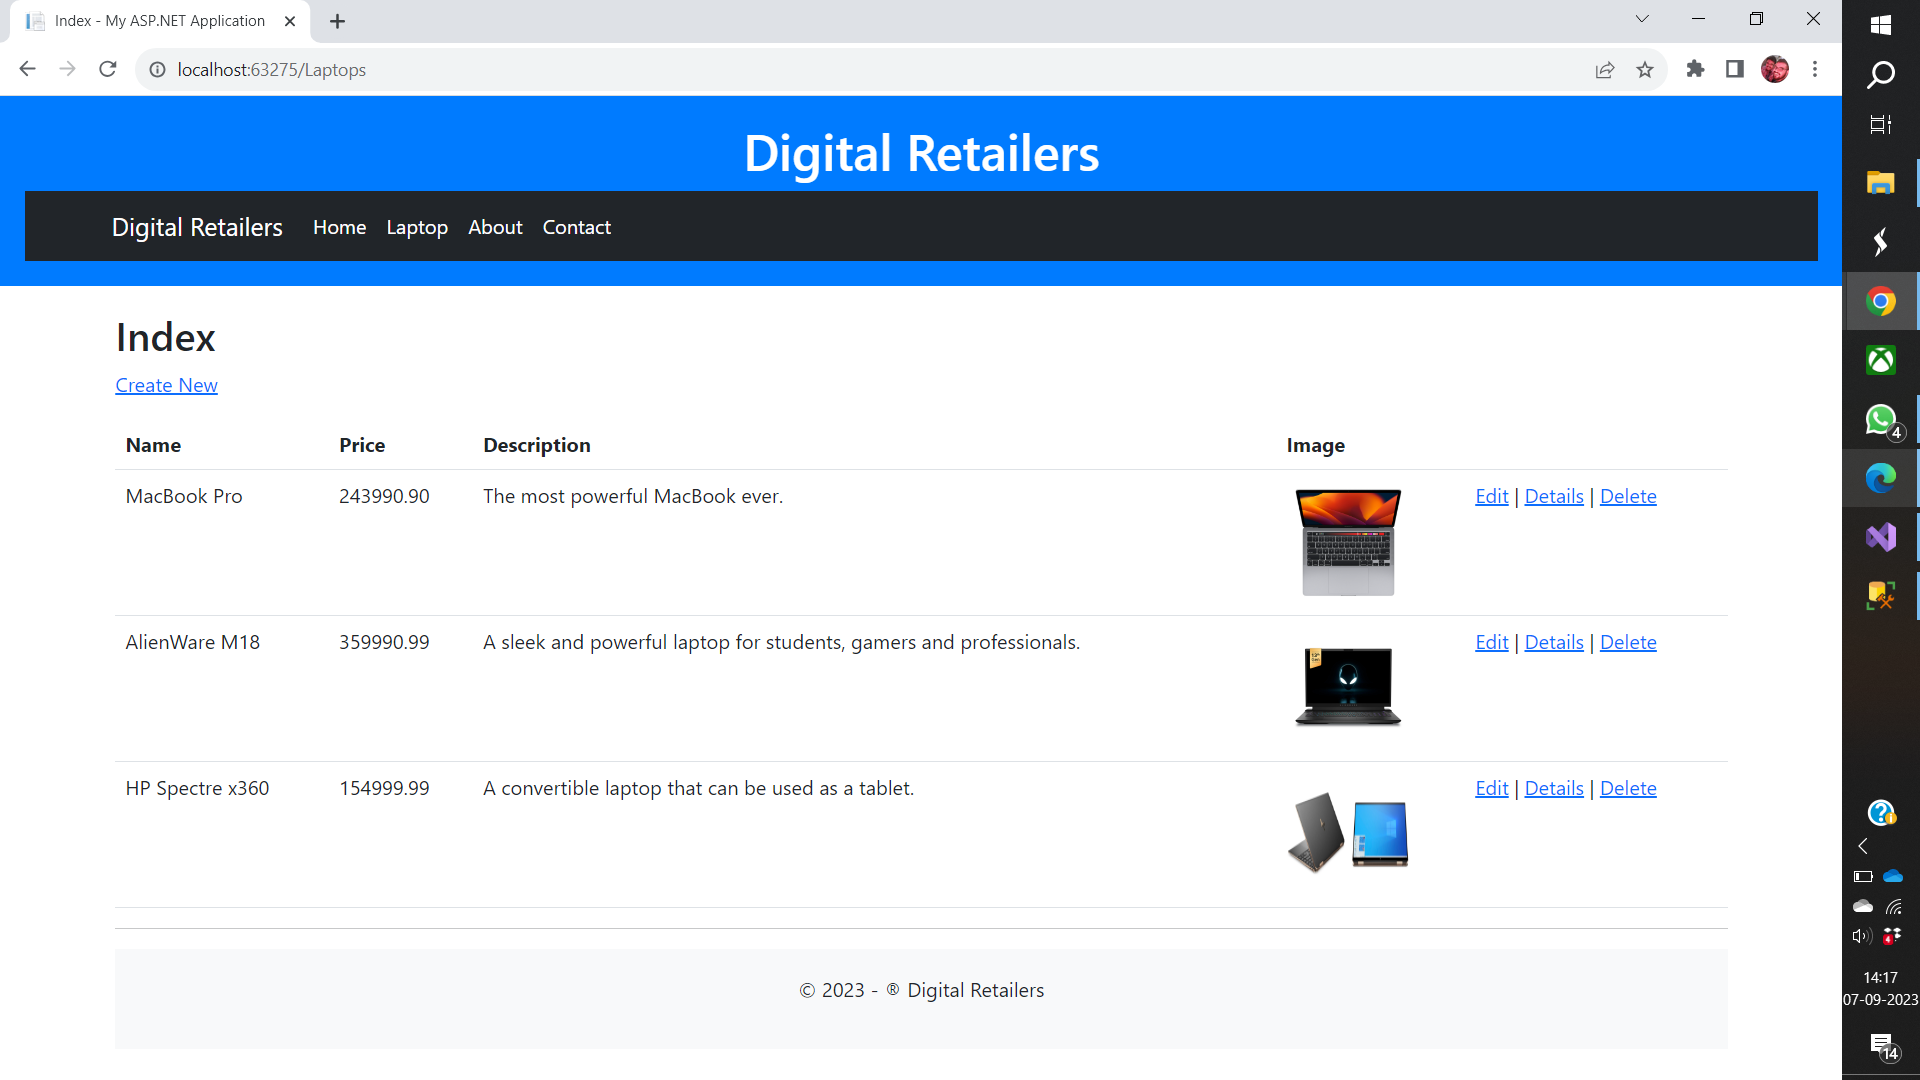 Index - My ASP.NET Application
localhost:63275/Laptops
Digital Retailers
Digital Retailers Home Laptop About Contact
Index
Create New
Name Price Description Image
MacBook Pro 243990.90 The most powerful MacBook ever. Edit | Details | Delete
AlienWare M18 359990.99 A sleek and powerful laptop for students, gamers and professionals. Edit | Details | Delete
HP Spectre x360 154999.99 A convertible laptop that can be used as a tablet. Edit | Details | Delete
© 2023 - ® Digital Retailers
4
4
14:17
07-09-2023
14